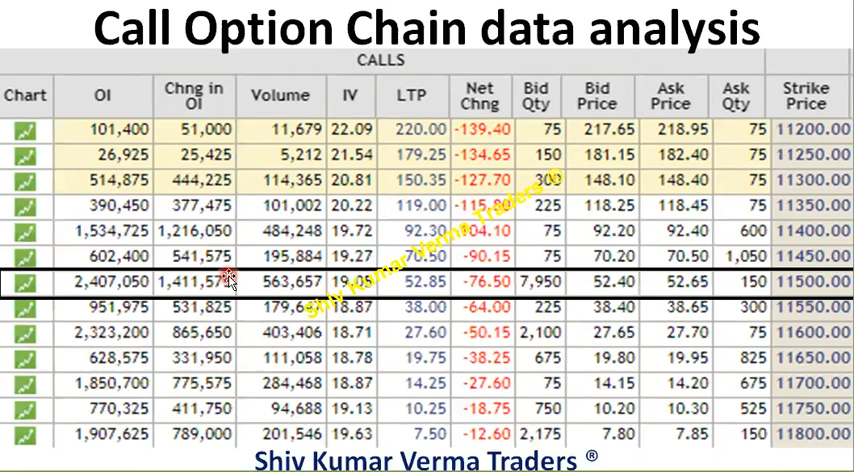 Call Option Chain data analysis
CALLS
Chart OI Chng in OI Volume IV LTP Net Chng Bid Qty Bid Price Ask Price Ask Qty Strike Price
101,400 51,000 11,679 22.09 220.00 -139.40 75 217.65 218.95 75 11200.00
26,925 25,425 5,212 21.54 179.25 -134.65 150 181.15 182.40 75 11250.00
514,875 444,225 114,365 20.81 150.35 -127.70 300 148.10 148.40 75 11300.00
390,450 377,475 101,002 20.22 119.00 118.25 118.45 225 75 11350.00
1,534,725 1,216,050 484,248 19.72 92.30 -104.10 75 92.20 92.40 600 11400.00
602,400 541,575 195,884 19.27 70.50 -90.15 75 70.20 70.50 1,050 11450.00
2,407,050 563,657 52.85 -76.50 7,950 52.40 52.65 150 11500.00
951,975 531,825 18.87 38.00 -64.00 225 38.40 38.65 300 11550.00
2,323,200 865,650 403,406 18.71 27.60 -50.15 2,100 27.65 27.70 75 11600.00
628,575 331,950 111,058 18.78 19.75 -38.25 675 19.80 19.95 825 11650.00
1,850,700 775,575 284,468 18.87 14.25 -27.60 75 14.15 14.20 675 11700.00
770,325 411,750 94,688 19.13 10.25 -18.75 750 10.20 10.30 525 11750.00
1,907,625 789,000 201,546 19.63 7.50 -12.60 2,175 7.80 7.85 150 11800.00
Shiv Kumar Verma Traders ®
Shiv Kumar Verma Traders ®